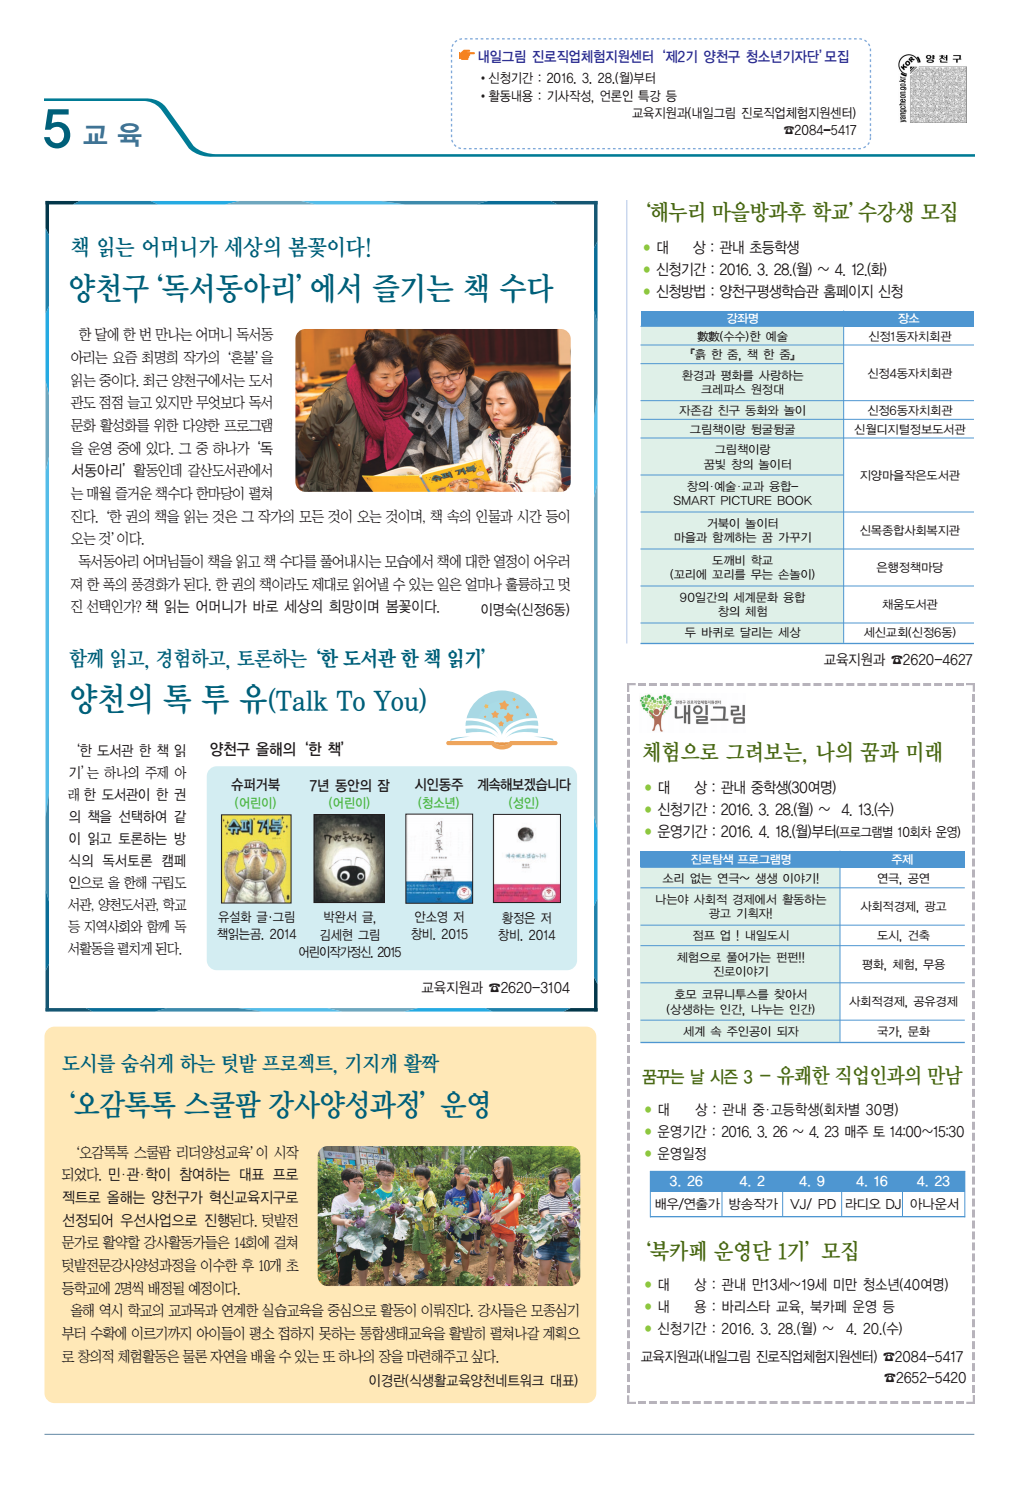 내일그림 진로직업체험지원센터 ‘제2기 양천구 청소년기자단’ 모집
• 신청기간 : 2016. 3. 28.(월)부터
• 활동내용 : 기사작성, 언론인 특강 등
교육지원과(내일그림 진로직업체험지원센터)
☎2084-5417
양천구
5 교육
책 읽는 어머니가 세상의 봄꽃이다!
양천구 ‘독서동아리’에서 즐기는 책 수다
한 달에 한 번 만나는 어머니 독서동
아리는 요즘 최명희 작가의 ‘혼불’을
읽는 중이다. 최근 양천구에서는 도서
관도 점점 늘고 있지만 무엇보다 독서
문화 활성화를 위한 다양한 프로그램
을 운영 중에 있다. 그 중 하나가 ‘독
서동아리’ 활동인데 갈산도서관에서
는 매월 즐거운 책수다 한마당이 펼쳐
진다. ‘한 권의 책을 읽는 것은 그 작가의 모든 것이 오는 것이며, 책 속의 인물과 시간 등이
오는 것’이다.
독서동아리 어머님들이 책을 읽고 책 수다를 풀어내시는 모습에서 책에 대한 열정이 어우러
져 한 폭의 풍경화가 된다. 한 권의 책이라도 제대로 읽어낼 수 있는 일은 얼마나 훌륭하고 멋
진 선택인가? 책 읽는 어머니가 바로 세상의 희망이며 봄꽃이다.
이명숙(신정6동)
함께 읽고, 경험하고, 토론하는 ‘한 도서관 한 책 읽기’
양천의 톡 투 유(Talk To You)
‘한 도서관 한 책 읽
기’는 하나의 주제 아
래 한 도서관이 한 권
의 책을 선택하여 같
이 읽고 토론하는 방
식의 독서토론 캠페
인으로 올 한해 구립도
서관, 양천도서관, 학교
등 지역사회와 함께 독
서활동을 펼치게 된다.
양천구 올해의 ‘한 책’
슈퍼거북 7년 동안의 잠 시인동주 계속해보겠습니다
(어린이) (어린이) (청소년) (성인)
슈퍼 거북
유설화 글·그림
책읽는곰, 2014
박완서 글,
김세현 그림
어린이작가정신, 2015
안소영 저
창비, 2015
황정은 저
창비, 2014
교육지원과 ☎2620-3104
도시를 숨쉬게 하는 텃밭 프로젝트, 기지개 활짝
‘오감톡톡 스쿨팜 강사양성과정’ 운영
‘오감톡톡 스쿨팜 리더양성교육’이 시작
되었다. 민·관·학이 참여하는 대표 프로
젝트로 올해는 양천구가 혁신교육지구로
선정되어 우선사업으로 진행된다. 텃밭전
문가로 활약할 강사활동가들은 14회에 걸쳐
텃밭전문강사양성과정을 이수한 후 10개 초
등학교에 2명씩 배정될 예정이다.
올해 역시 학교의 교과목과 연계한 실습교육을 중심으로 활동이 이뤄진다. 강사들은 모종심기
부터 수확에 이르기까지 아이들이 평소 접하지 못하는 통합생태교육을 활발히 펼쳐나갈 계획으
로 창의적 체험활동은 물론 자연을 배울 수 있는 또 하나의 장을 마련해주고 싶다.
이경란(식생활교육양천네트워크 대표)
‘해누리 마을방과후 학교’ 수강생 모집
• 대 상 : 관내 초등학생
• 신청기간 : 2016. 3. 28.(월) ~ 4. 12.(화)
• 신청방법 : 양천구평생학습관 홈페이지 신청
강좌명 장소
數數(수수)한 예술 신정1동자치회관
『흙 한 줌, 책 한 줌』
환경과 평화를 사랑하는
크레파스 원정대
신정4동자치회관
자존감 친구 동화와 놀이 신정6동자치회관
그림책이랑 뒹굴뒹굴 신월디지털정보도서관
그림책이랑
꿈빛 창의 놀이터
지양마을작은도서관
창의·예술·교과 융합-
SMART PICTURE BOOK
거북이 놀이터
마을과 함께하는 꿈 가꾸기
신목종합사회복지관
도깨비 학교
(꼬리에 꼬리를 무는 손놀이)
은행정책마당
90일간의 세계문화 융합
창의 체험
채움도서관
두 바퀴로 달리는 세상 세신교회(신정6동)
교육지원과 ☎2620-4627
내일그림
체험으로 그려보는, 나의 꿈과 미래
• 대 상 : 관내 중학생(30여명)
• 신청기간 : 2016. 3. 28.(월) ~ 4. 13.(수)
• 운영기간 : 2016. 4. 18.(월)부터(프로그램별 10회차 운영)
진로탐색 프로그램명 주제
소리 없는 연극~ 생생 이야기! 연극, 공연
나는야 사회적 경제에서 활동하는
광고 기획자!
사회적경제, 광고
점프 업 ! 내일도시 도시, 건축
체험으로 풀어가는 펀펀!!
진로이야기
평화, 체험, 무용
호모 코뮤니투스를 찾아서
(상생하는 인간, 나누는 인간)
사회적경제, 공유경제
세계 속 주인공이 되자 국가, 문화
꿈꾸는 날 시즌 3 - 유쾌한 직업인과의 만남
• 대 상 : 관내 중·고등학생(회차별 30명)
• 운영기간 : 2016. 3. 26 ~ 4. 23 매주 토 14:00~15:30
• 운영일정
3. 26 4. 2 4. 9 4. 16 4. 23
배우/연출가 방송작가 VJ/ PD 라디오 DJ 아나운서
‘북카페 운영단 1기’ 모집
• 대 상 : 관내 만13세~19세 미만 청소년(40여명)
• 내 용 : 바리스타 교육, 북카페 운영 등
• 신청기간 : 2016. 3. 28.(월) ~ 4. 20.(수)
교육지원과(내일그림 진로직업체험지원센터) ☎2084-5417
☎2652-5420